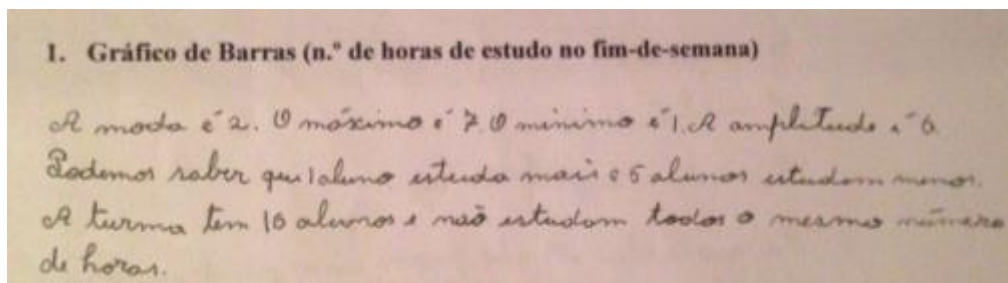 1. Gráfico de Barras (n.º de horas de estudo no fim-de-semana)
A moda é 2. O máximo é 7. O mínimo é 1. A amplitude é 6.
Podemos saber que 1 aluno estuda mais e 5 alunos estudam menos.
A turma tem 16 alunos e não estudam todos o mesmo número
de horas.